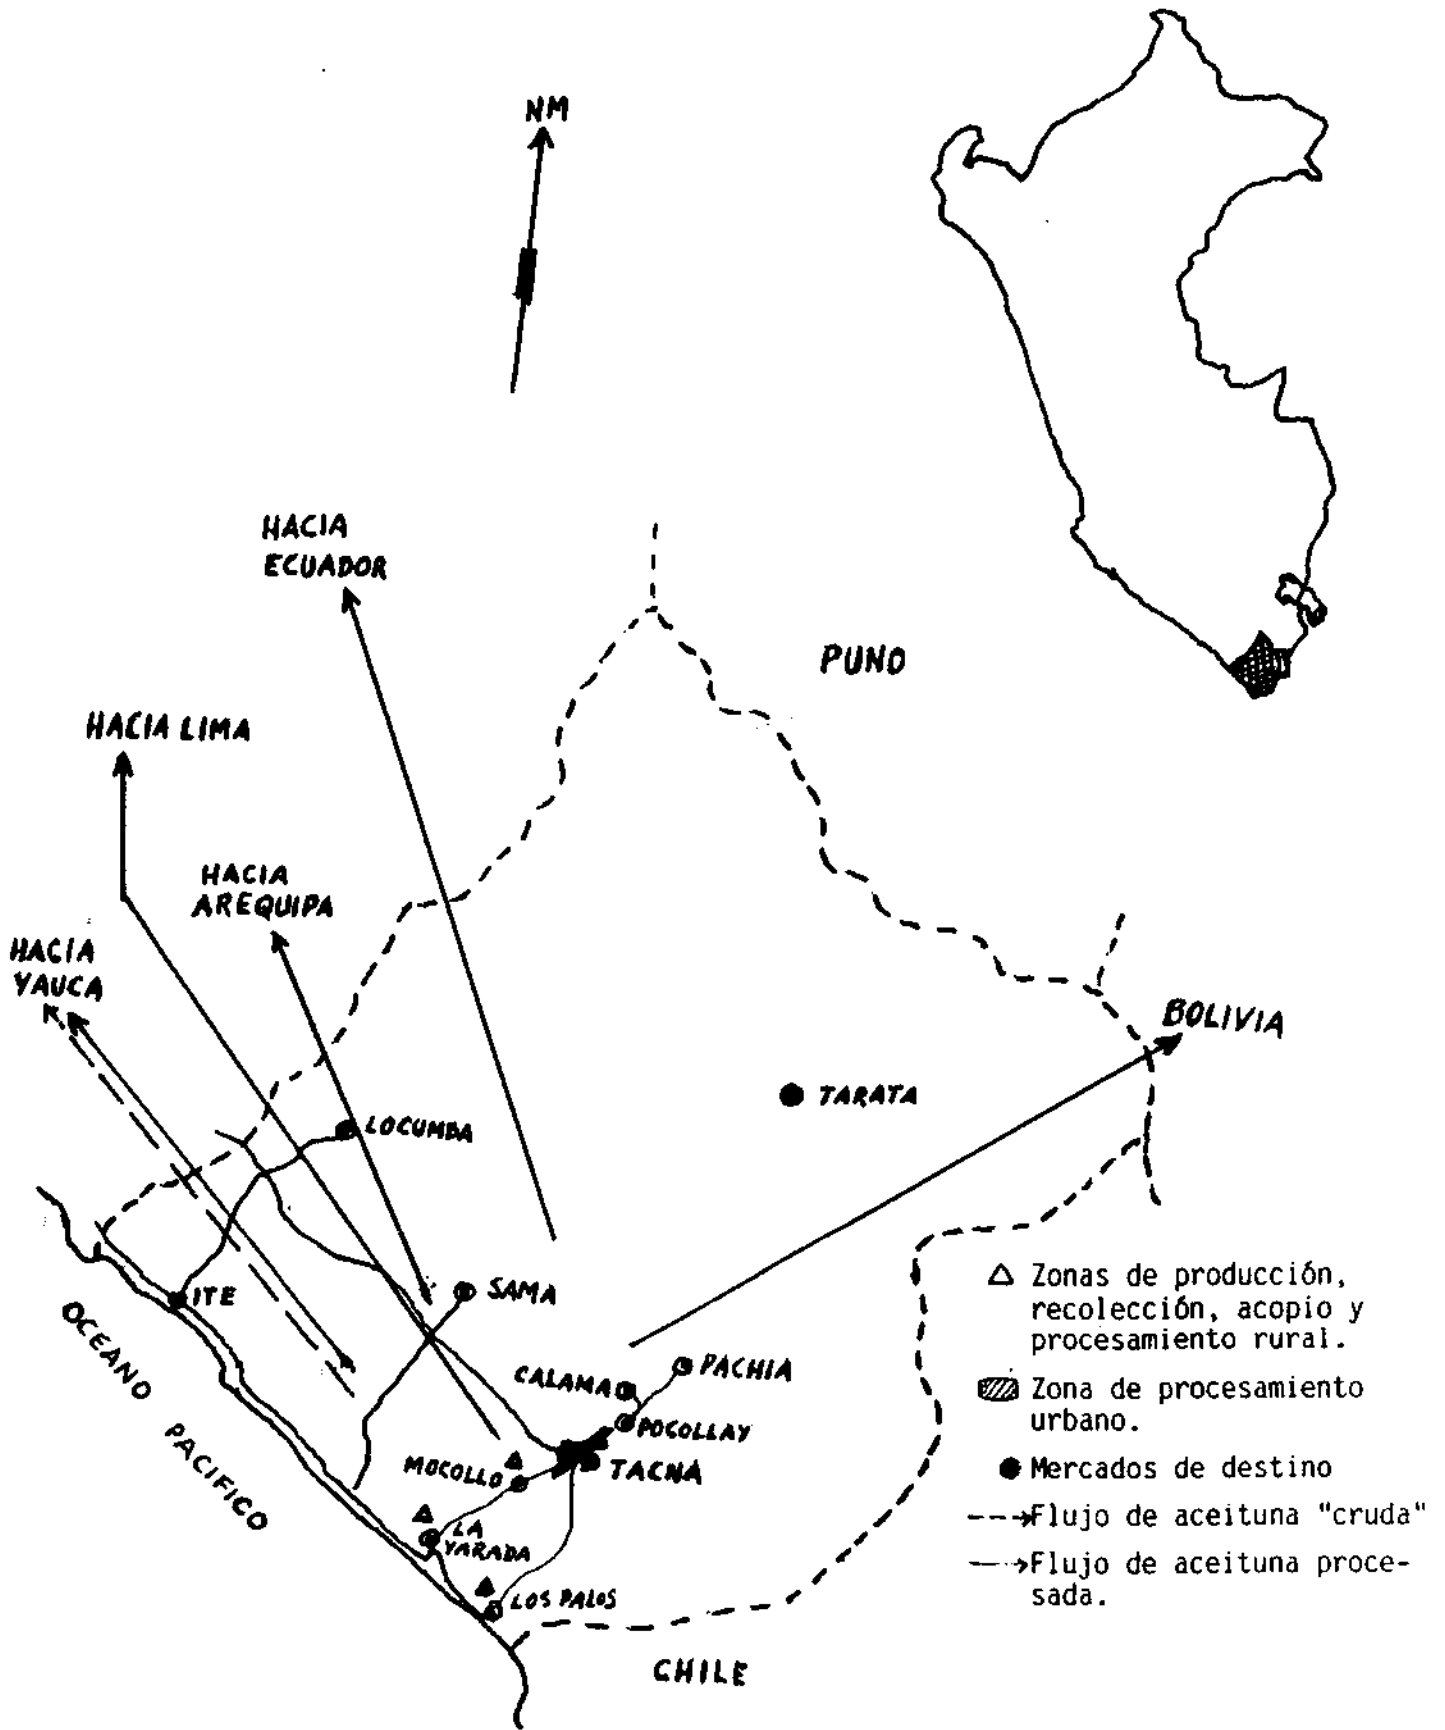 NM
HACIA
ECUADOR
PUNO
HACIA LIMA
HACIA
AREQUIPA
HACIA
YAUCA
BOLIVIA
TARATA
LOCUMBA
ITE
SAMA
OCEANO PACIFICO
CALAMA
PACHIA
POCOLLAY
MOCOLLO
TACNA
LA
YARADA
LOS PALOS
CHILE
Zonas de producción,
recolección, acopio y
procesamiento rural.
Zona de procesamiento
urbano.
Mercados de destino
Flujo de aceituna "cruda"
Flujo de aceituna proce-
sada.